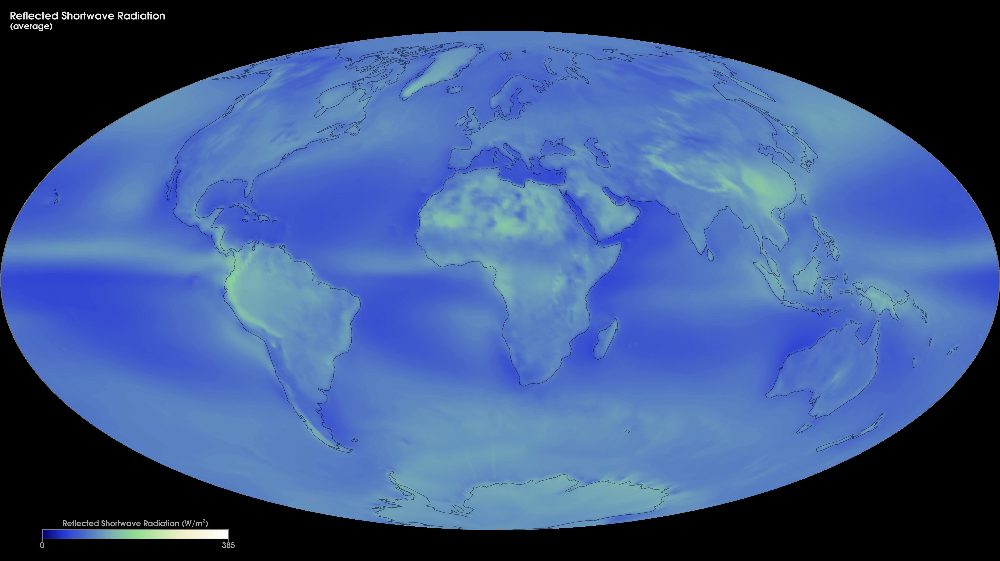 Reflected Shortwave Radiation
(average)
Reflected Shortwave Radiation (W/m²)
0 385